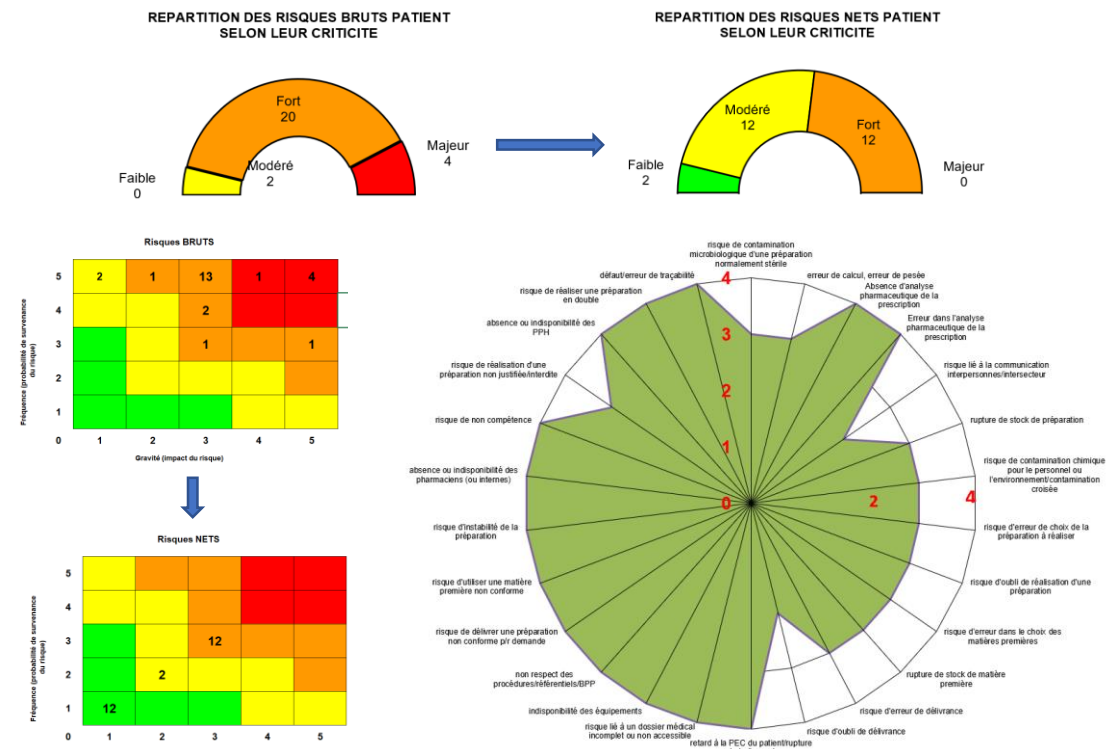 REPARTITION DES RISQUES BRUTS PATIENT
SELON LEUR CRITICITE
Fort
20
Modéré
2
Faible
0
Majeur
4
REPARTITION DES RISQUES NETS PATIENT
SELON LEUR CRITICITE
Modéré
12
Fort
12
Faible
2
Majeur
0
Risques BRUTS
Fréquence (probabilité de survenance
du risque)
5
2
1
13
1
4
4
2
3
1
1
2
1
0
1
2
3
4
5
Gravité (impact du risque)
Risques NETS
Fréquence (probabilité de survenance
du risque)
5
4
3
12
2
2
1
12
0
1
2
3
4
5
risque de contamination
microbiologique d'une préparation
normalement stérile
erreur de calcul, erreur de pesée
Absence d'analyse
pharmaceutique de la
prescription
Erreur dans l'analyse
pharmaceutique de la
prescription
risque lié à la communication
interpersonnes/intersecteur
rupture de stock de préparation
risque de contamination chimique
pour le personnel ou
l'environnement/contamination
croisée
risque d'erreur de choix de la
préparation à réaliser
risque d'oubli de réalisation d'une
préparation
risque d'erreur dans le choix des
matières premières
rupture de stock de matière
première
risque d'erreur de délivrance
risque d'oubli de délivrance
retard à la PEC du patient/rupture
risque lié à un dossier médical
incomplet ou non accessible
indisponibilité des équipements
non respect des
procédures/référentiels/BPP
risque de délivrer une préparation
non conforme p/r demande
risque d'utiliser une matière
première non conforme
risque d'instabilité de la
préparation
absence ou indisponibilité des
pharmaciens (ou internes)
risque de non compétence
risque de réalisation d'une
préparation non justifiée/interdite
absence ou indisponibilité des
PPH
risque de réaliser une préparation
en double
défaut/erreur de traçabilité
4
3
2
1
0
2
4